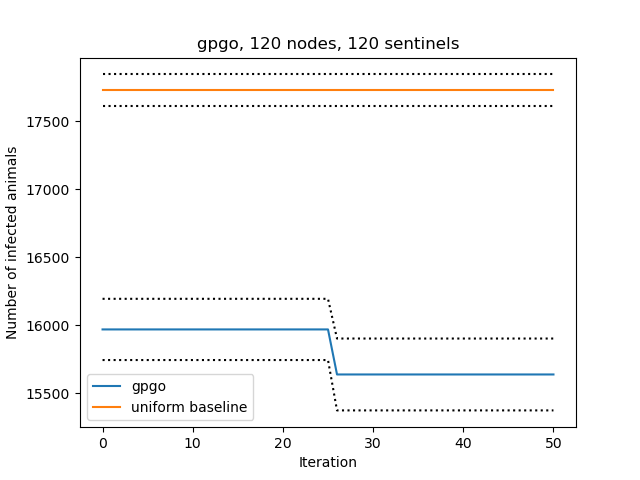 gpgo, 120 nodes, 120 sentinels
Number of infected animals
17500
17000
16500
16000
15500
gpgo
uniform baseline
0 10 20 30 40 50
Iteration